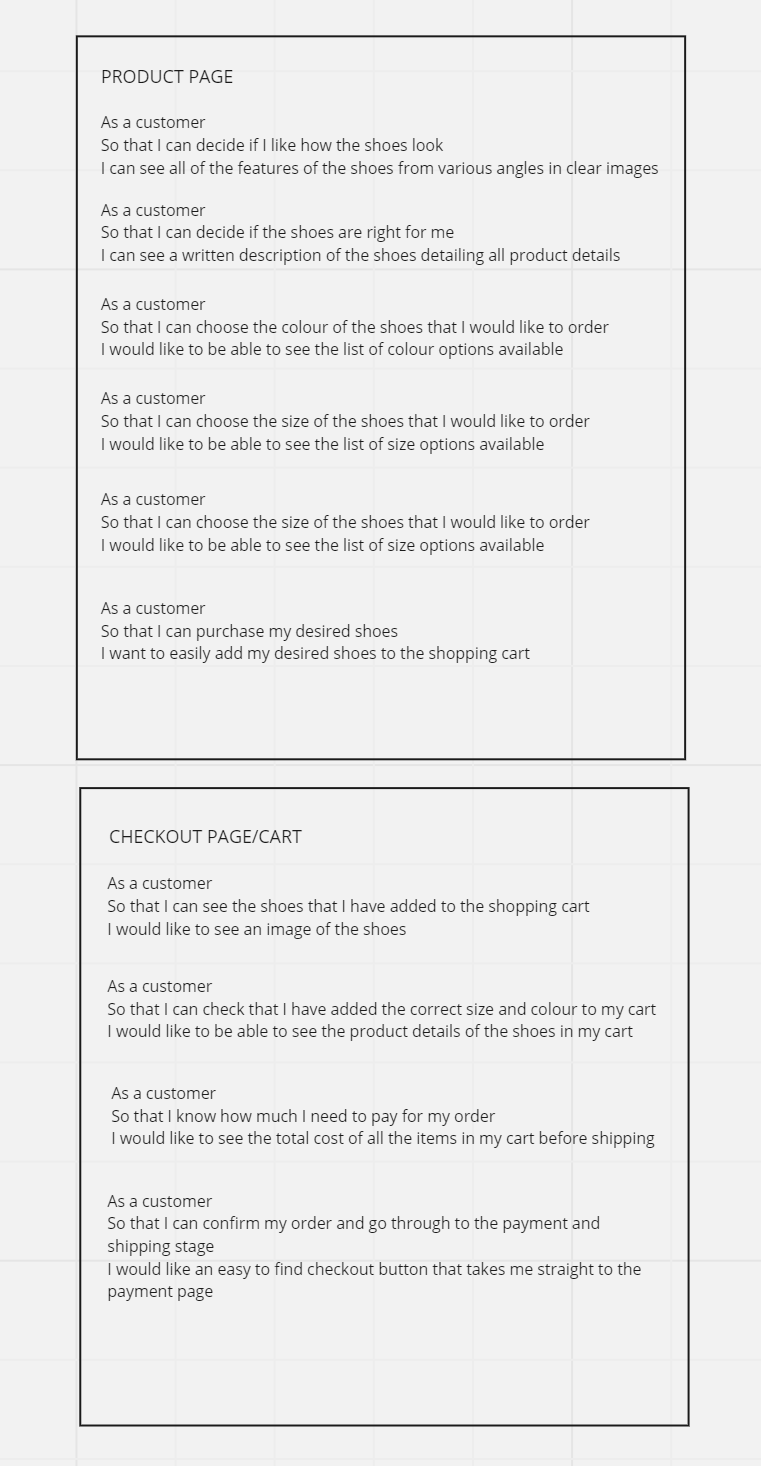 PRODUCT PAGE
As a customer
So that I can decide if I like how the shoes look
I can see all of the features of the shoes from various angles in clear images
As a customer
So that I can decide if the shoes are right for me
I can see a written description of the shoes detailing all product details
As a customer
So that I can choose the colour of the shoes that I would like to order
I would like to be able to see the list of colour options available
As a customer
So that I can choose the size of the shoes that I would like to order
I would like to be able to see the list of size options available
As a customer
So that I can choose the size of the shoes that I would like to order
I would like to be able to see the list of size options available
As a customer
So that I can purchase my desired shoes
I want to easily add my desired shoes to the shopping cart
CHECKOUT PAGE/CART
As a customer
So that I can see the shoes that I have added to the shopping cart
I would like to see an image of the shoes
As a customer
So that I can check that I have added the correct size and colour to my cart
I would like to be able to see the product details of the shoes in my cart
As a customer
So that I know how much I need to pay for my order
I would like to see the total cost of all the items in my cart before shipping
As a customer
So that I can confirm my order and go through to the payment and
shipping stage
I would like an easy to find checkout button that takes me straight to the
payment page